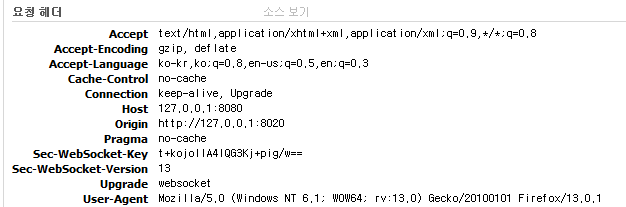 요청 헤더 소스 보기
Accept text/html,application/xhtml+xml,application/xml;q=0.9,*/*;q=0.8
Accept-Encoding gzip, deflate
Accept-Language ko-kr,ko;q=0.8,en-us;q=0.5,en;q=0.3
Cache-Control no-cache
Connection keep-alive, Upgrade
Host 127.0.0.1:8080
Origin http://127.0.0.1:8020
Pragma no-cache
Sec-WebSocket-Key t+kojolIA4IQG3Kj+pig/w==
Sec-WebSocket-Version 13
Upgrade websocket
User-Agent Mozilla/5.0 (Windows NT 6.1; WOW64; rv:13.0) Gecko/20100101 Firefox/13.0.1